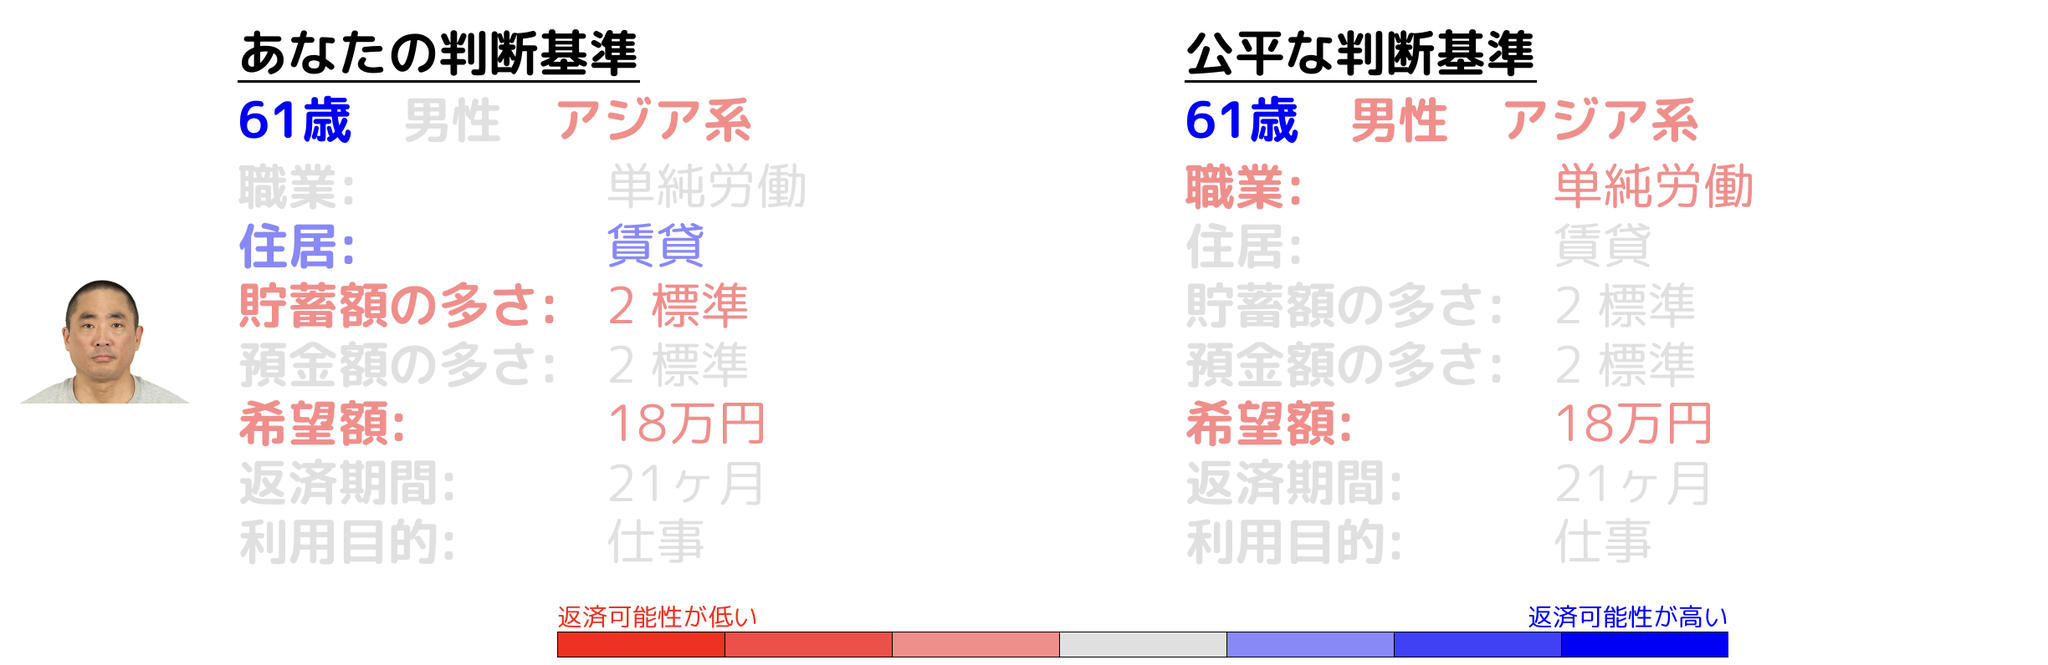 あなたの判断基準
61歳 男性 アジア系
職業: 単純労働
住居: 賃貸
貯蓄額の多さ: 2 標準
預金額の多さ: 2 標準
希望額: 18万円
返済期間: 21ヶ月
利用目的: 仕事
公平な判断基準
61歳 男性 アジア系
職業: 単純労働
住居: 賃貸
貯蓄額の多さ: 2 標準
預金額の多さ: 2 標準
希望額: 18万円
返済期間: 21ヶ月
利用目的: 仕事
返済可能性が低い
返済可能性が高い